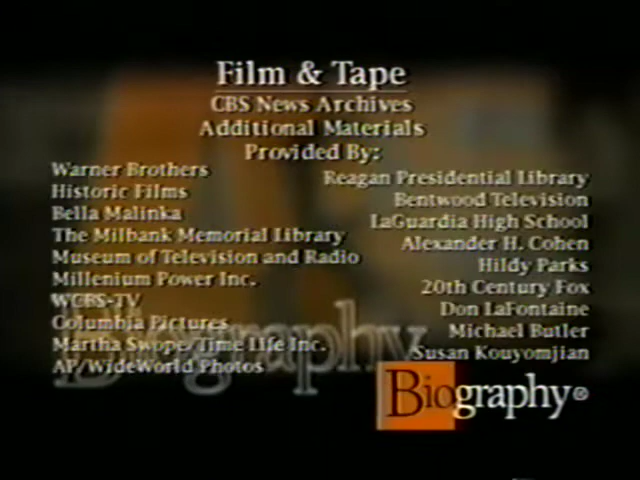 Film & Tape
CBS News Archives
Additional Materials
Provided By:
Warner Brothers
Historic Films
Bella Malinka
The Milbank Memorial Library
Museum of Television and Radio
Millenium Power Inc.
WCBS-TV
Columbia Pictures
Martha Swope/Time Life Inc.
AP/WideWorld Photos
Reagan Presidential Library
Bentwood Television
LaGuardia High School
Alexander H. Cohen
Hildy Parks
20th Century Fox
Don LaFontaine
Michael Butler
Susan Kouyomjian
Biography
Biography®